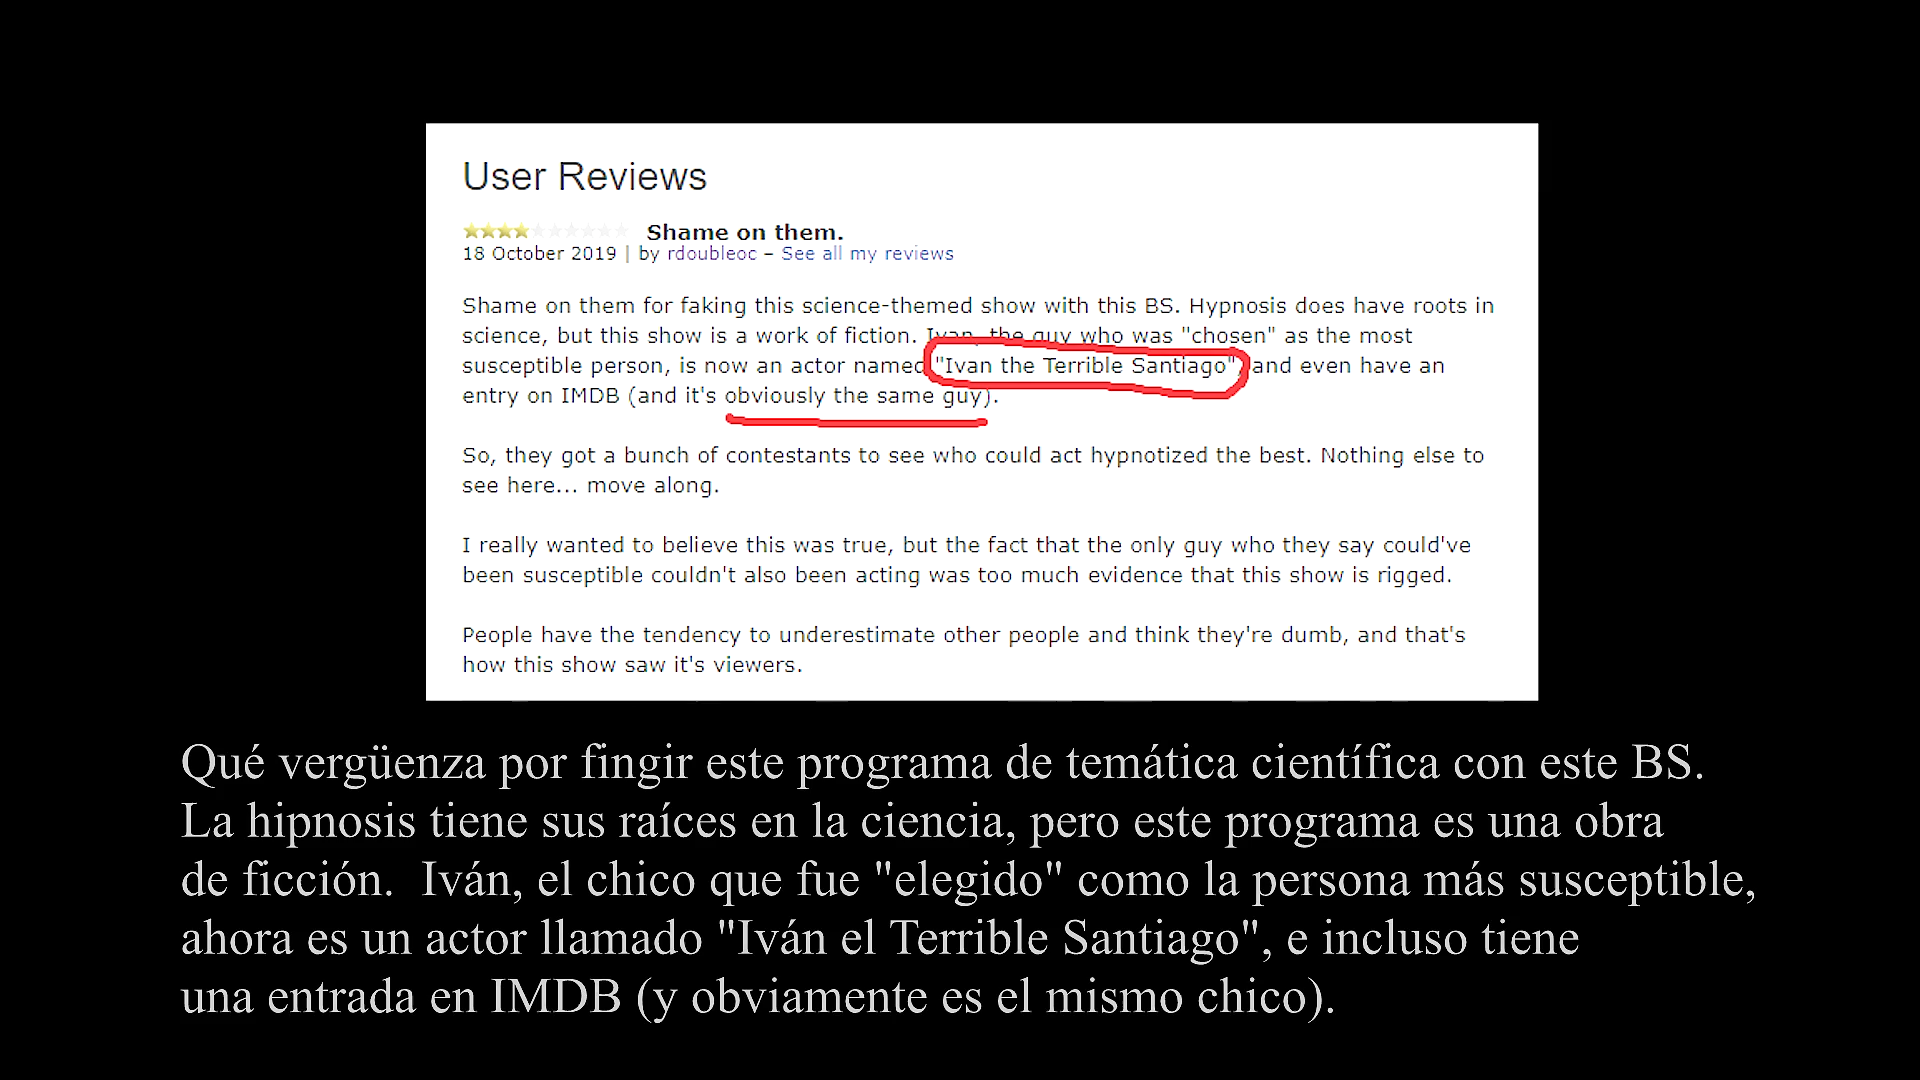 User Reviews
Shame on them.
18 October 2019 | by rdoubleoc – See all my reviews
Shame on them for faking this science-themed show with this BS. Hypnosis does have roots in
science, but this show is a work of fiction. Ivan, the guy who was "chosen" as the most
susceptible person, is now an actor named "Ivan the Terrible Santiago", and even have an
entry on IMDB (and it's obviously the same guy).
So, they got a bunch of contestants to see who could act hypnotized the best. Nothing else to
see here... move along.
I really wanted to believe this was true, but the fact that the only guy who they say could've
been susceptible couldn't also been acting was too much evidence that this show is rigged.
People have the tendency to underestimate other people and think they're dumb, and that's
how this show saw it's viewers.
Qué vergüenza por fingir este programa de temática científica con este BS.
La hipnosis tiene sus raíces en la ciencia, pero este programa es una obra
de ficción. Iván, el chico que fue "elegido" como la persona más susceptible,
ahora es un actor llamado "Iván el Terrible Santiago", e incluso tiene
una entrada en IMDB (y obviamente es el mismo chico).